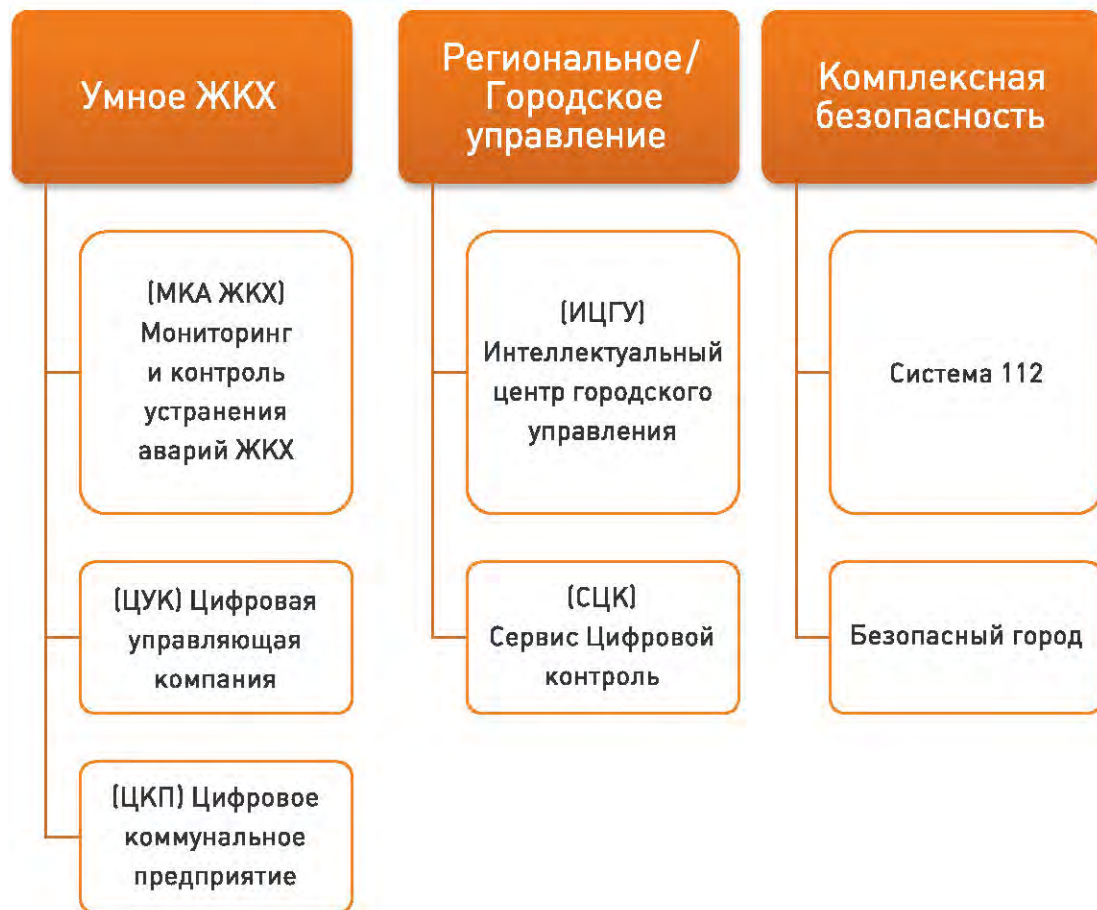 Умное ЖКХ
(МКА ЖКХ)
Мониторинг
и контроль
устранения
аварий ЖКХ
(ЦУК) Цифровая
управляющая
компания
(ЦКП) Цифровое
коммунальное
предприятие
Региональное/
Городское
управление
(ИЦГУ)
Интеллектуальный
центр городского
управления
(СЦК)
Сервис Цифровой
контроль
Комплексная
безопасность
Система 112
Безопасный город